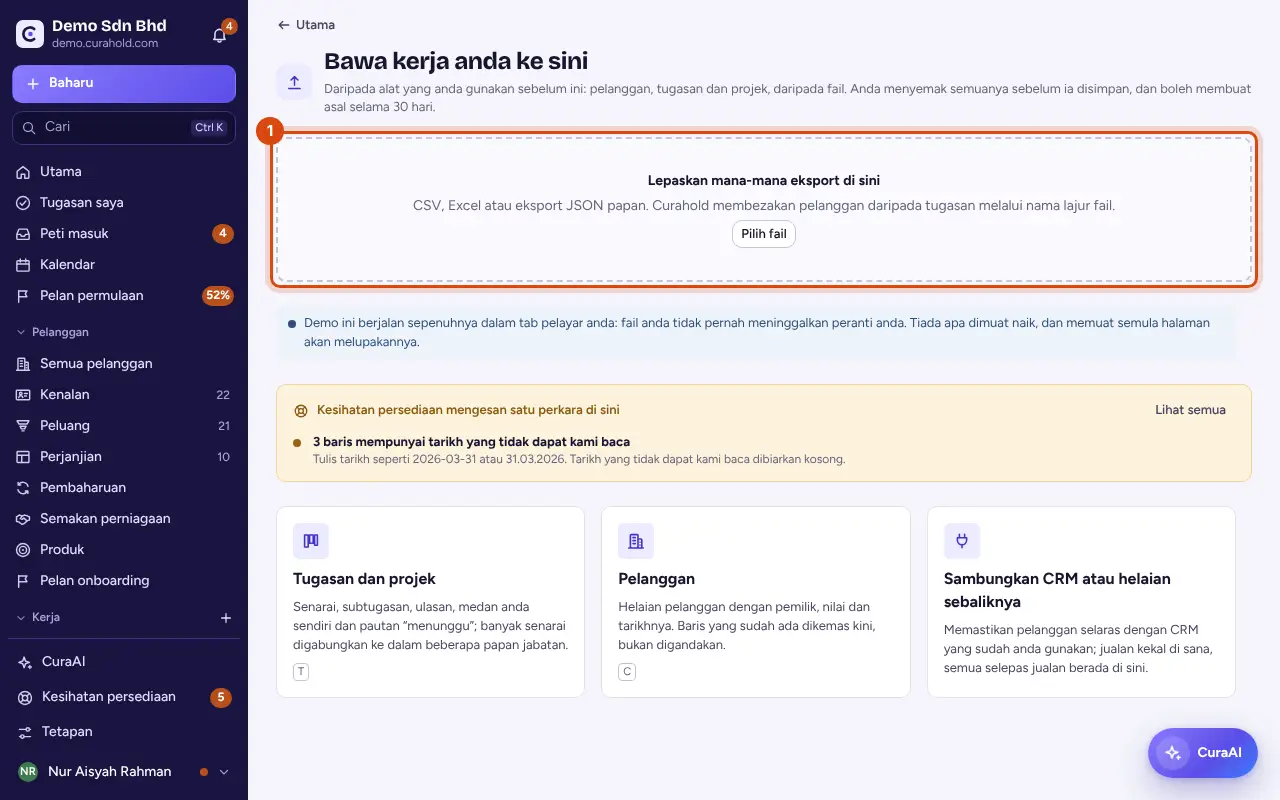 Demo Sdn Bhd
demo.curahold.com
4
Baharu
Cari
Ctrl K
Utama
Tugasan saya
Peti masuk
4
Kalendar
Pelan permulaan
52%
Pelanggan
Semua pelanggan
Kenalan
22
Peluang
21
Perjanjian
10
Pembaharuan
Semakan perniagaan
Produk
Pelan onboarding
Kerja
CuraAI
Kesihatan persediaan
5
Tetapan
NR
Nur Aisyah Rahman
Utama
Bawa kerja anda ke sini
Daripada alat yang anda gunakan sebelum ini: pelanggan, tugasan dan projek, daripada fail. Anda menyemak semuanya sebelum ia disimpan, dan boleh membuat
asal selama 30 hari.
1
Lepaskan mana-mana eksport di sini
CSV, Excel atau eksport JSON papan. Curahold membezakan pelanggan daripada tugasan melalui nama lajur fail.
Pilih fail
Demo ini berjalan sepenuhnya dalam tab pelayar anda: fail anda tidak pernah meninggalkan peranti anda. Tiada apa dimuat naik, dan memuat semula halaman
akan melupakannya.
Kesihatan persediaan mengesan satu perkara di sini
Lihat semua
3 baris mempunyai tarikh yang tidak dapat kami baca
Tulis tarikh seperti 2026-03-31 atau 31.03.2026. Tarikh yang tidak dapat kami baca dibiarkan kosong.
Tugasan dan projek
Senarai, subtugasan, ulasan, medan anda
sendiri dan pautan “menunggu”; banyak senarai
digabungkan ke dalam beberapa papan jabatan.
T
Pelanggan
Helaian pelanggan dengan pemilik, nilai dan
tarikhnya. Baris yang sudah ada dikemas kini,
bukan digandakan.
C
Sambungkan CRM atau helaian
sebaliknya
Memastikan pelanggan selaras dengan CRM
yang sudah anda gunakan; jualan kekal di sana,
semua selepas jualan berada di sini.
CuraAI